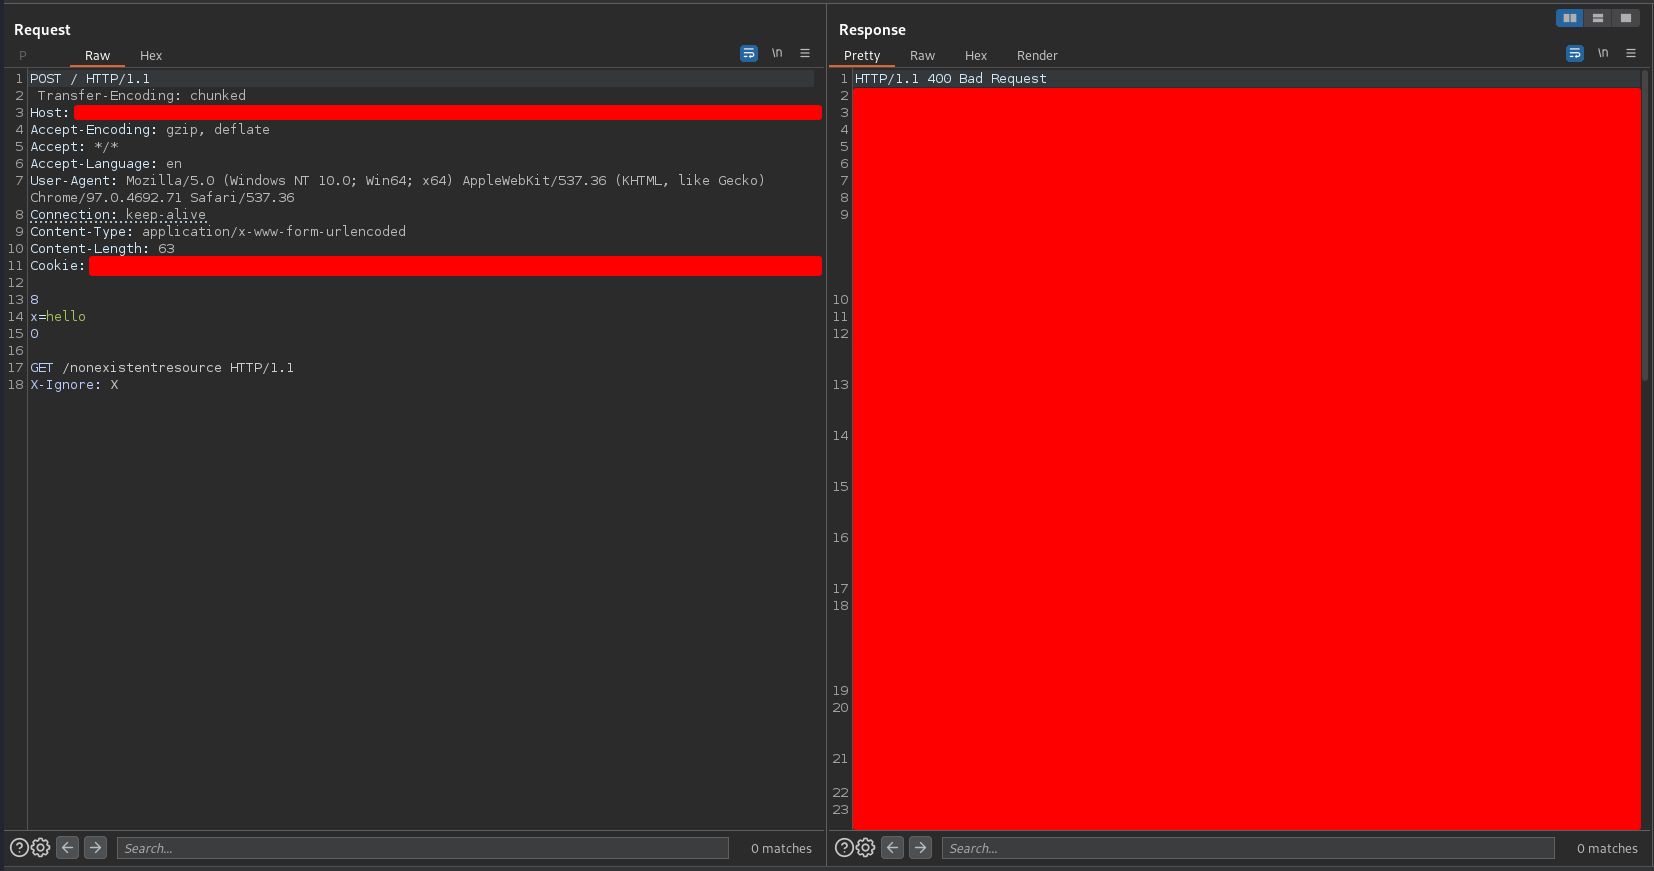 Request
P Raw Hex \n
1 POST / HTTP/1.1
2 Transfer-Encoding: chunked
3 Host:
4 Accept-Encoding: gzip, deflate
5 Accept: */*
6 Accept-Language: en
7 User-Agent: Mozilla/5.0 (Windows NT 10.0; Win64; x64) AppleWebKit/537.36 (KHTML, like Gecko)
Chrome/97.0.4692.71 Safari/537.36
8 Connection: keep-alive
9 Content-Type: application/x-www-form-urlencoded
10 Content-Length: 63
11 Cookie:
12
13 8
14 x=hello
15 0
16
17 GET /nonexistentresource HTTP/1.1
18 X-Ignore: X
Search...
0 matches
Response
Pretty Raw Hex Render \n
1 HTTP/1.1 400 Bad Request
2
3
4
5
6
7
8
9
10
11
12
13
14
15
16
17
18
19
20
21
22
23
Search...
0 matches